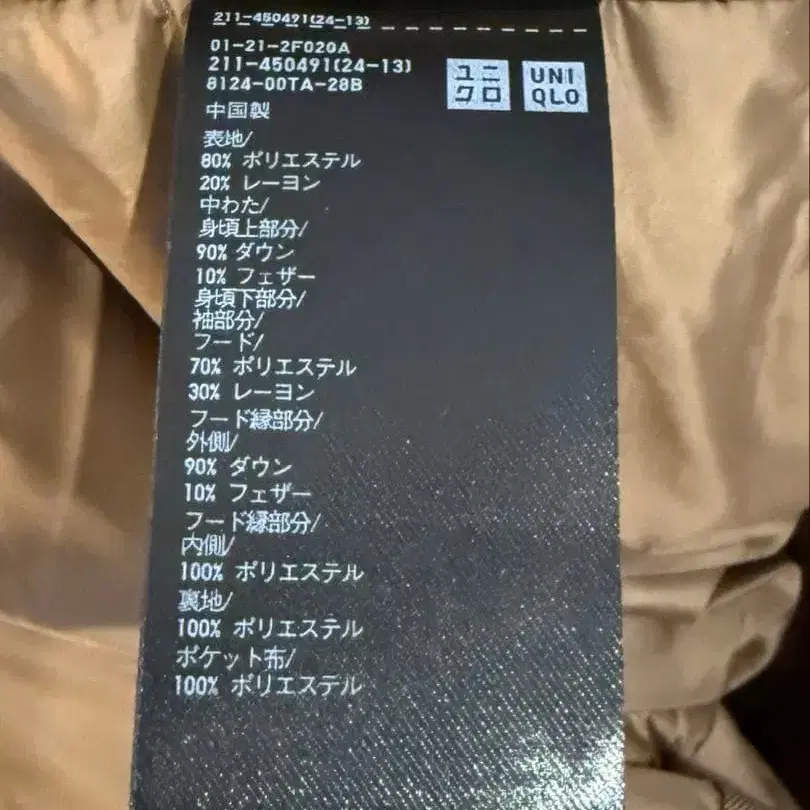 211-450491(24-13)
01-21-2F020A
211-450491(24-13)
8124-00TA-28B
ユニ
クロ
UNI
QLO
中国製
表地/
80% ポリエステル
20% レーヨン
中わた/
身頃上部分/
90% ダウン
10% フェザー
身頃下部分/
袖部分/
フード/
70% ポリエステル
30% レーヨン
フード縁部分/
外側/
90% ダウン
10% フェザー
フード縁部分/
内側/
100% ポリエステル
裏地/
100% ポリエステル
ポケット布/
100% ポリエステル